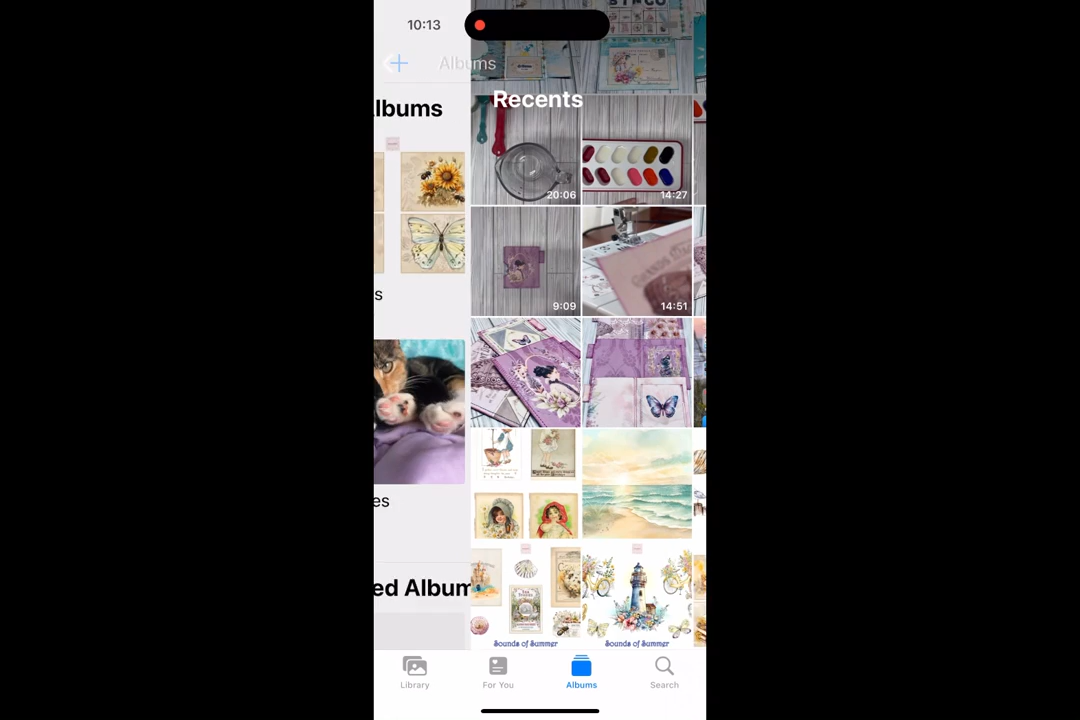 10:13
Albums
lbums
Recents
20:06
14:27
9:09
14:51
s
es
ed Album
Sounds of Summer
Sounds of Summer
Library
For You
Albums
Search